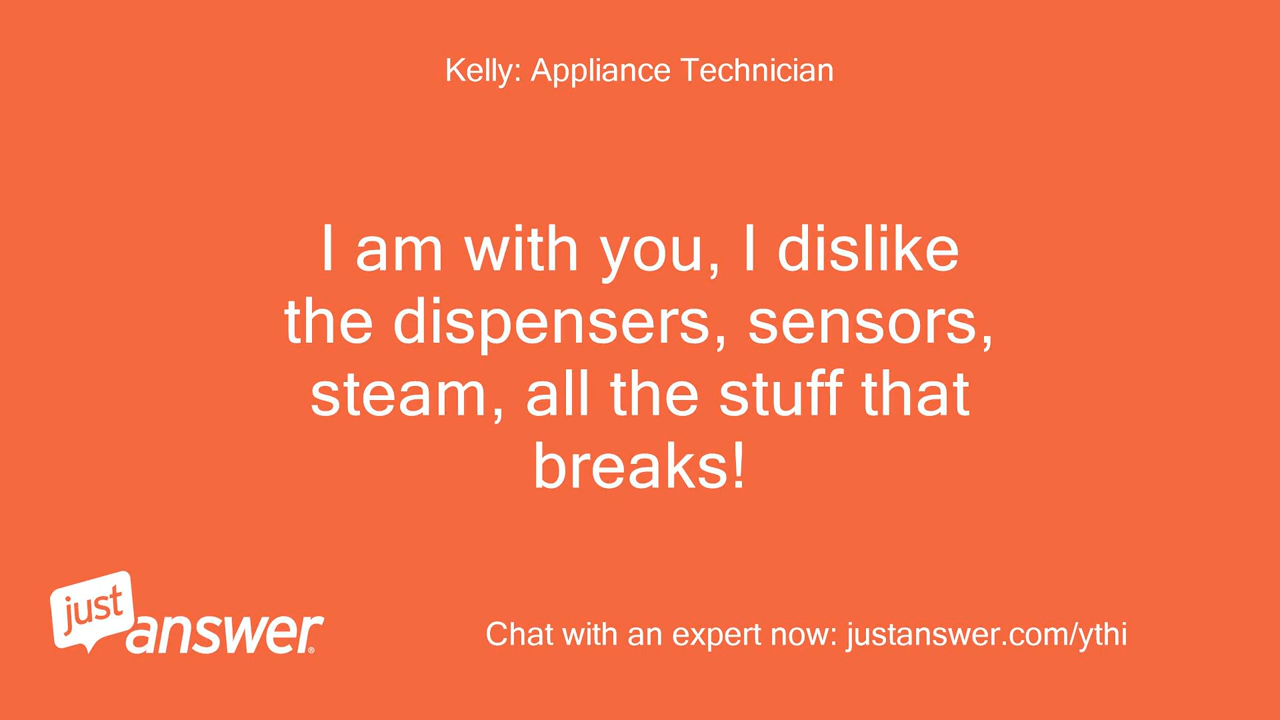 Kelly: Appliance Technician
I am with you, I dislike
the dispensers, sensors,
steam, all the stuff that
breaks!
just
answer®
Chat with an expert now: justanswer.com/ythi